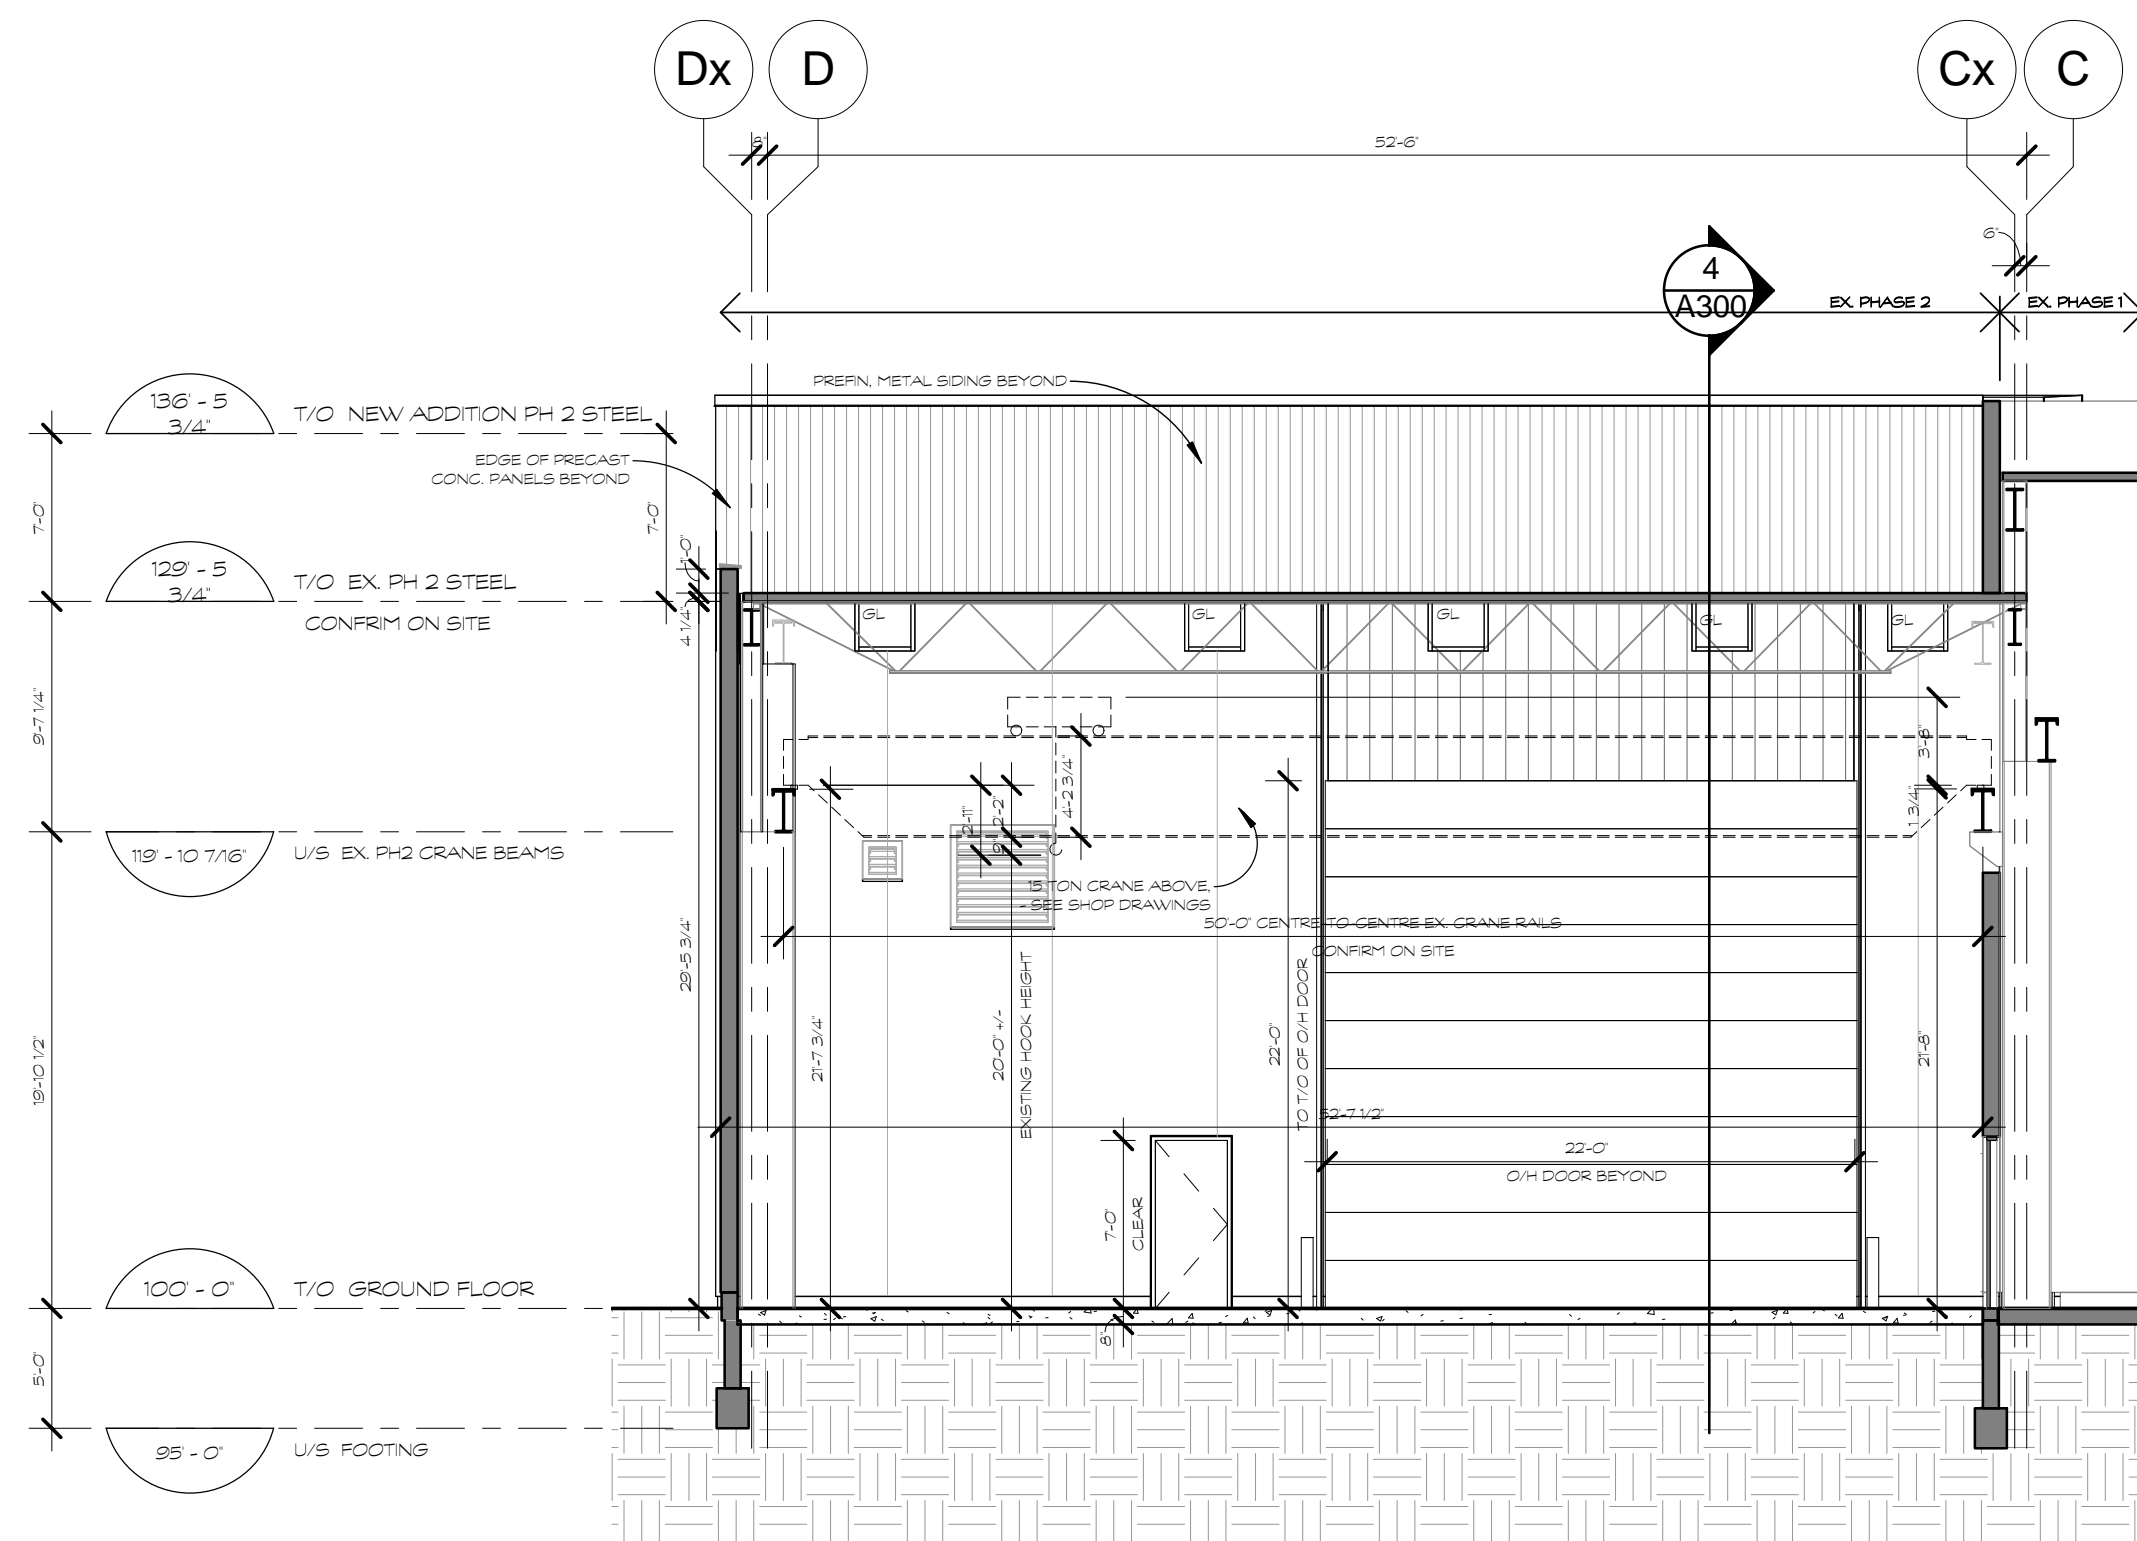 Dx
D
Cx
C
8"
52'-6"
6"
4
A300
EX. PHASE 2
EX. PHASE 1
PREFIN, METAL SIDING BEYOND
136' - 5
3/4"
T/O NEW ADDITION PH 2 STEEL
EDGE OF PRECAST
CONC. PANELS BEYOND
7'-0"
7'-0"
1'-0"
129' - 5
3/4"
T/O EX. PH 2 STEEL
CONFRIM ON SITE
4 1/4"
GL
GL
GL
GL
GL
9'-7 1/4"
3'-8"
4'-2 3/4"
2'-11"
2'-2"
9"
1 3/4"
119' - 10 7/16"
U/S EX. PH2 CRANE BEAMS
15 TON CRANE ABOVE,
- SEE SHOP DRAWINGS
50'-0" CENTRE-TO-CENTRE EX. CRANE RAILS
CONFIRM ON SITE
29'-5 3/4"
19'-10 1/2"
21'-7 3/4"
20'-0" +/-
EXISTING HOOK HEIGHT
22'-0"
TO T/O OF O/H DOOR
21'-8"
52'-7 1/2"
22'-0"
O/H DOOR BEYOND
7'-0"
CLEAR
100' - 0"
T/O GROUND FLOOR
8"
5'-0"
95' - 0"
U/S FOOTING